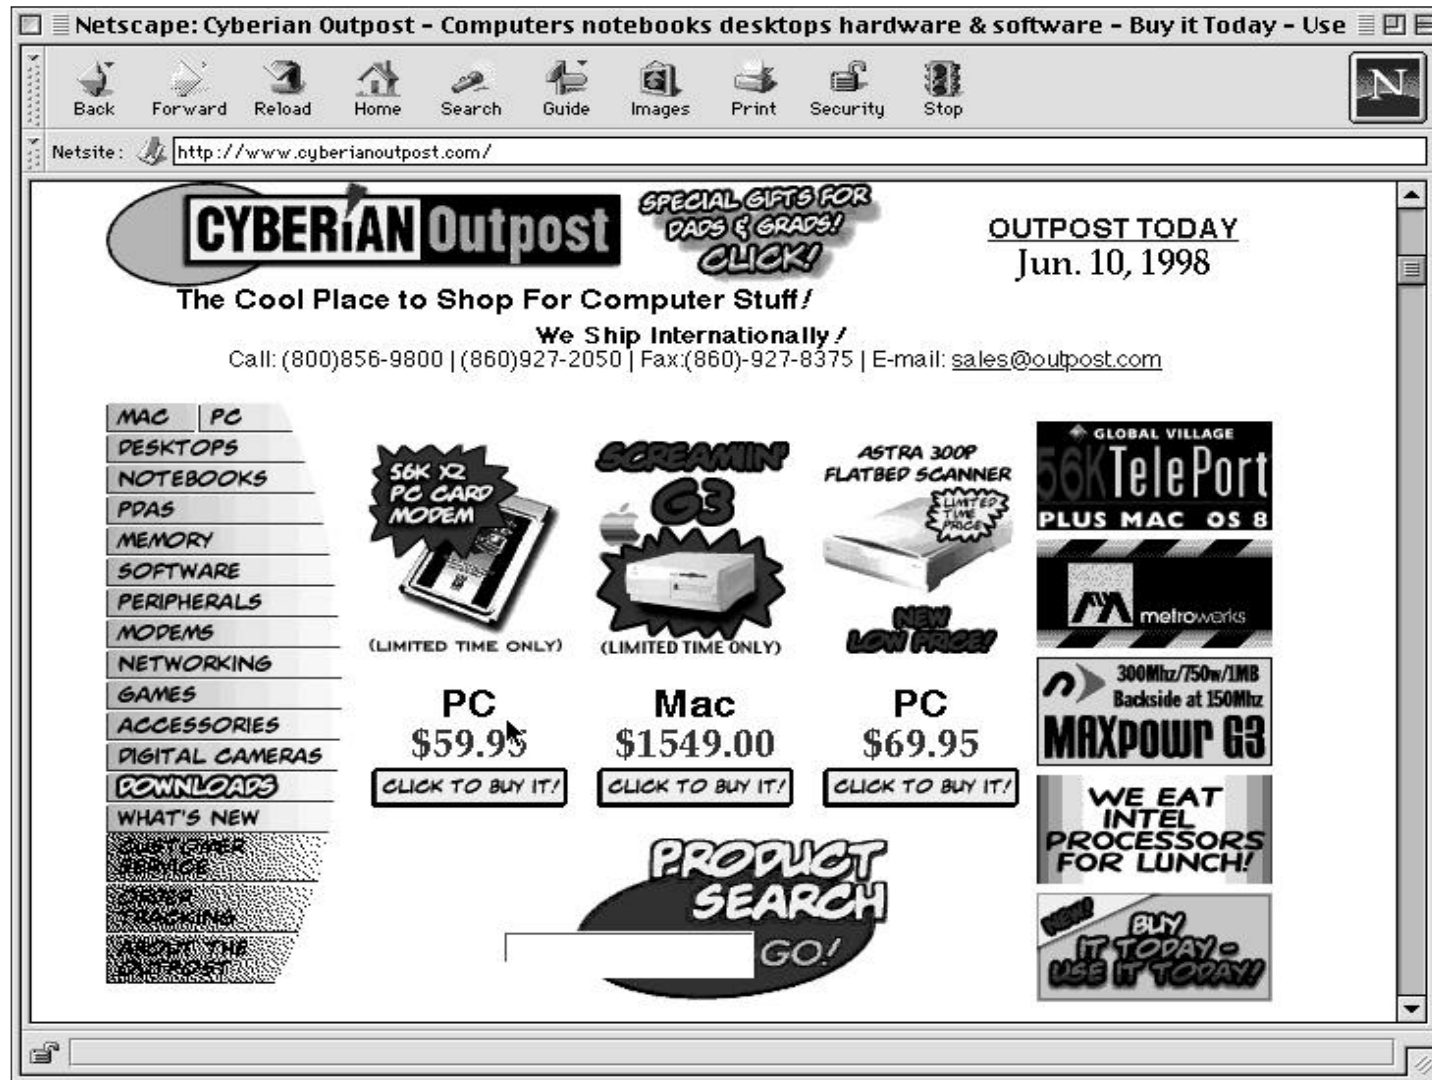 Netscape: Cyberian Outpost - Computers notebooks desktops hardware & software - Buy it Today - Use
Back Forward Reload Home Search Guide Images Print Security Stop
N
Netsite: http://www.cyberianoutpost.com/
CYBERiAN Outpost
SPECIAL GIFTS FOR
DADS & GRADS!
CLICK!
OUTPOST TODAY
Jun. 10, 1998
The Cool Place to Shop For Computer Stuff!
We Ship Internationally!
Call: (800)856-9800 | (860)927-2050 | Fax:(860)-927-8375 | E-mail: sales@outpost.com
MAC PC
DESKTOPS
NOTEBOOKS
PDAS
MEMORY
SOFTWARE
PERIPHERALS
MODEMS
NETWORKING
GAMES
ACCESSORIES
DIGITAL CAMERAS
DOWNLOADS
WHAT'S NEW
CUSTOMER
SERVICE
ORDER
TRACKING
ABOUT THE
OUTPOST
56K X2
PC CARD
MODEM
(LIMITED TIME ONLY)
PC
$59.95
CLICK TO BUY IT!
SCREAMIIN'
G3
(LIMITED TIME ONLY)
Mac
$1549.00
CLICK TO BUY IT!
ASTRA 300P
FLATBED SCANNER
LIMITED
TIME
PRICE!
NEW
LOW PRICE!
PC
$69.95
CLICK TO BUY IT!
PRODUCT
SEARCH
GO!
GLOBAL VILLAGE
56K TelePort
PLUS MAC OS 8
metrowerks
300Mhz/750w/1MB
Backside at 150Mhz
MAXpowr G3
WE EAT
INTEL
PROCESSORS
FOR LUNCH!
NEW!
BUY
IT TODAY -
USE IT TODAY!